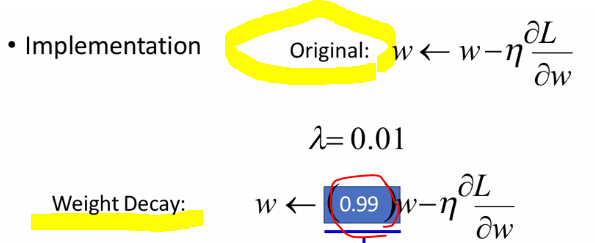 • Implementation Original: w ← w−η ∂L/∂w
λ= 0.01
Weight Decay: w ← (0.99)w−η ∂L/∂w